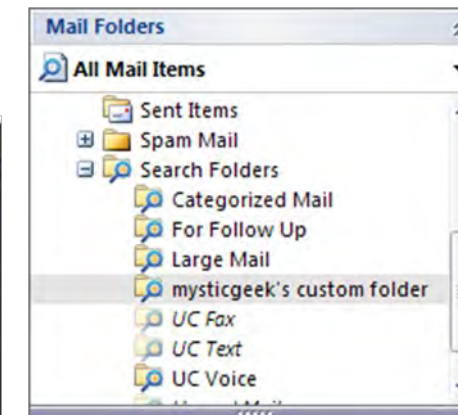 Mail Folders
All Mail Items
Sent Items
Spam Mail
Search Folders
Categorized Mail
For Follow Up
Large Mail
mysticgeek's custom folder
UC Fax
UC Text
UC Voice